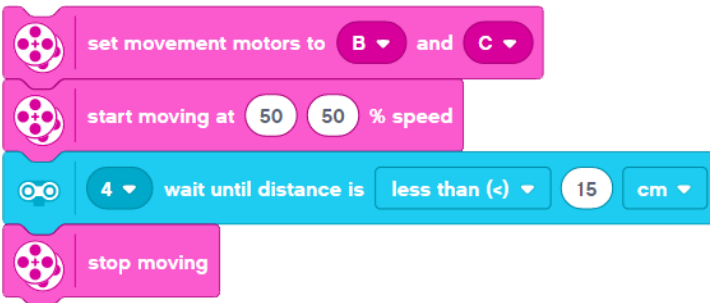 set movement motors to B and C
start moving at 50 50 % speed
4 wait until distance is less than (<) 15 cm
stop moving